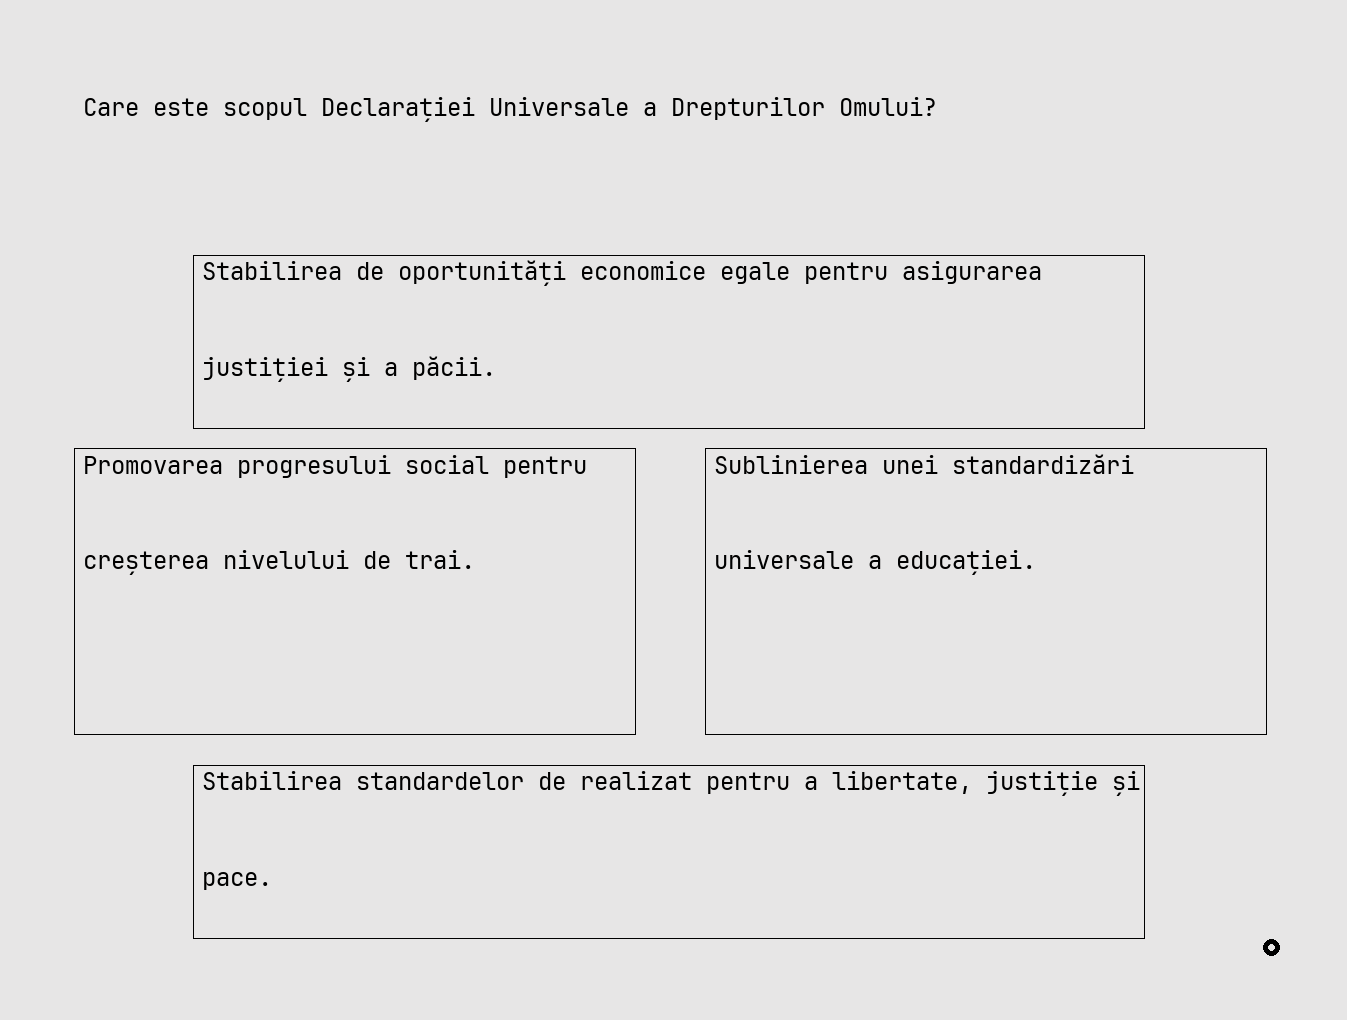 Care este scopul Declarației Universale a Drepturilor Omului?
Stabilirea de oportunități economice egale pentru asigurarea
justiției și a păcii.
Promovarea progresului social pentru
creșterea nivelului de trai.
Sublinierea unei standardizări
universale a educației.
Stabilirea standardelor de realizat pentru a libertate, justiție și
pace.